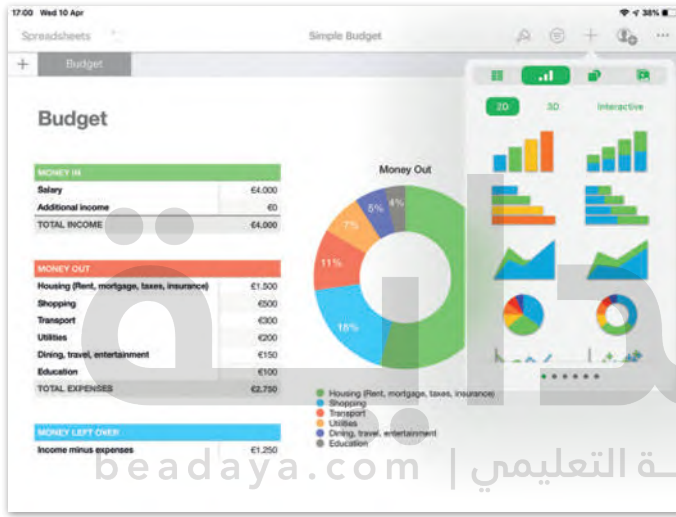 17:00 Wed 10 Apr
38%
Spreadsheets
Simple Budget
Budget
2D
3D
Interactive
Budget
MONEY IN
Salary €4.000
Additional income €0
TOTAL INCOME €4.000
MONEY OUT
Housing (Rent, mortgage, taxes, insurance) €1.500
Shopping €500
Transport €300
Utilities €200
Dining, travel, entertainment €150
Education €100
TOTAL EXPENSES €2.750
MONEY LEFT OVER
Income minus expenses €1.250
Money Out
4%
5%
7%
11%
18%
Housing (Rent, mortgage, taxes, insurance)
Shopping
Transport
Utilities
Dining, travel, entertainment
Education
beadaya.com |
التعليمي